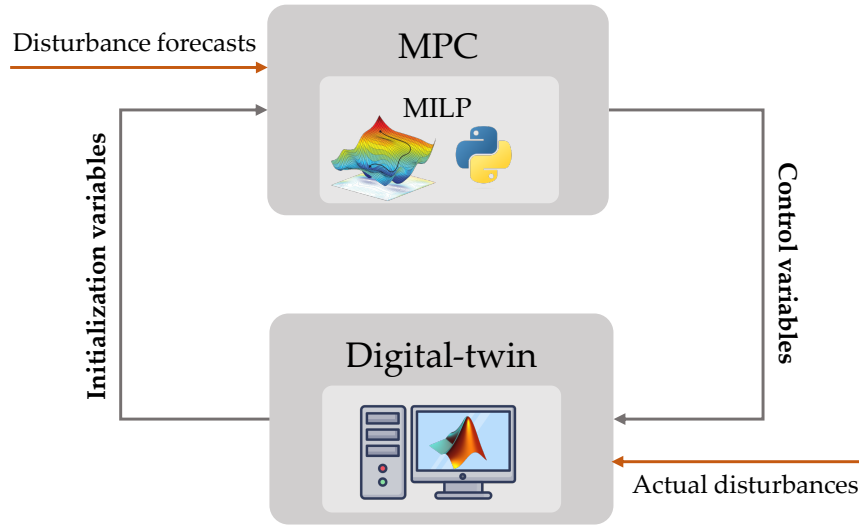 Disturbance forecasts
MPC
MILP
Initialization variables
Control variables
Digital-twin
Actual disturbances